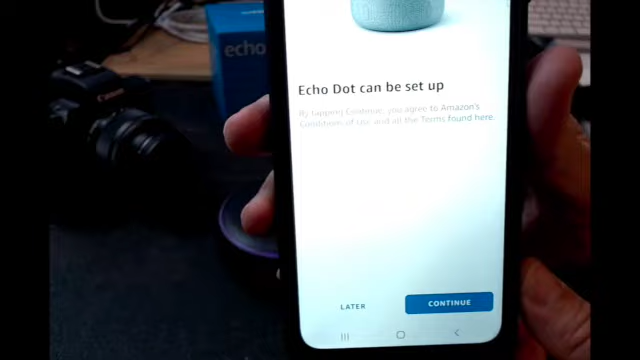 Canon
echo
Echo Dot can be set up
By tapping Continue, you agree to Amazon's
Conditions of Use and all the Terms found here.
LATER
CONTINUE